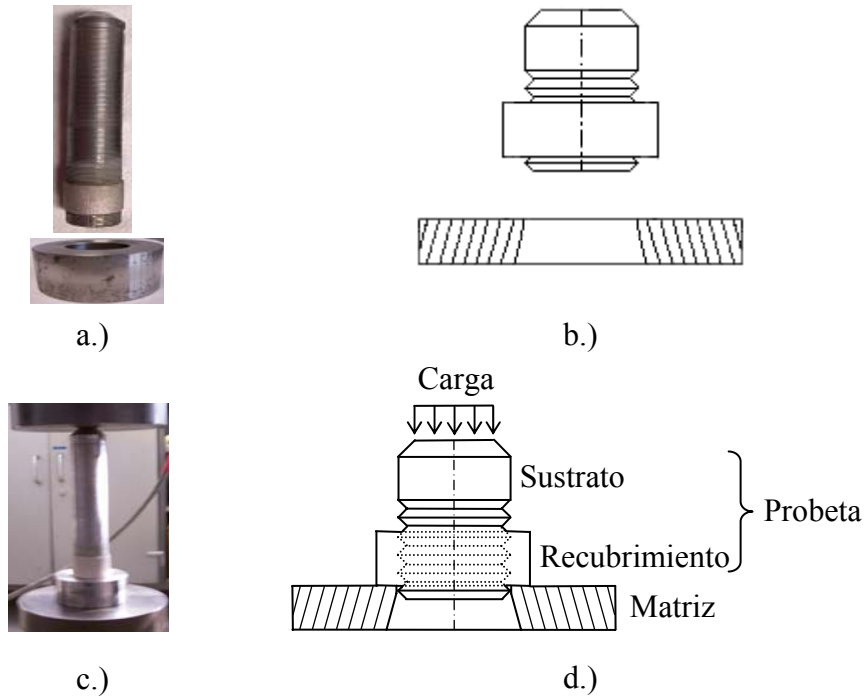 a.)
b.)
Carga
Sustrato
Probeta
Recubrimiento
Matriz
c.)
d.)